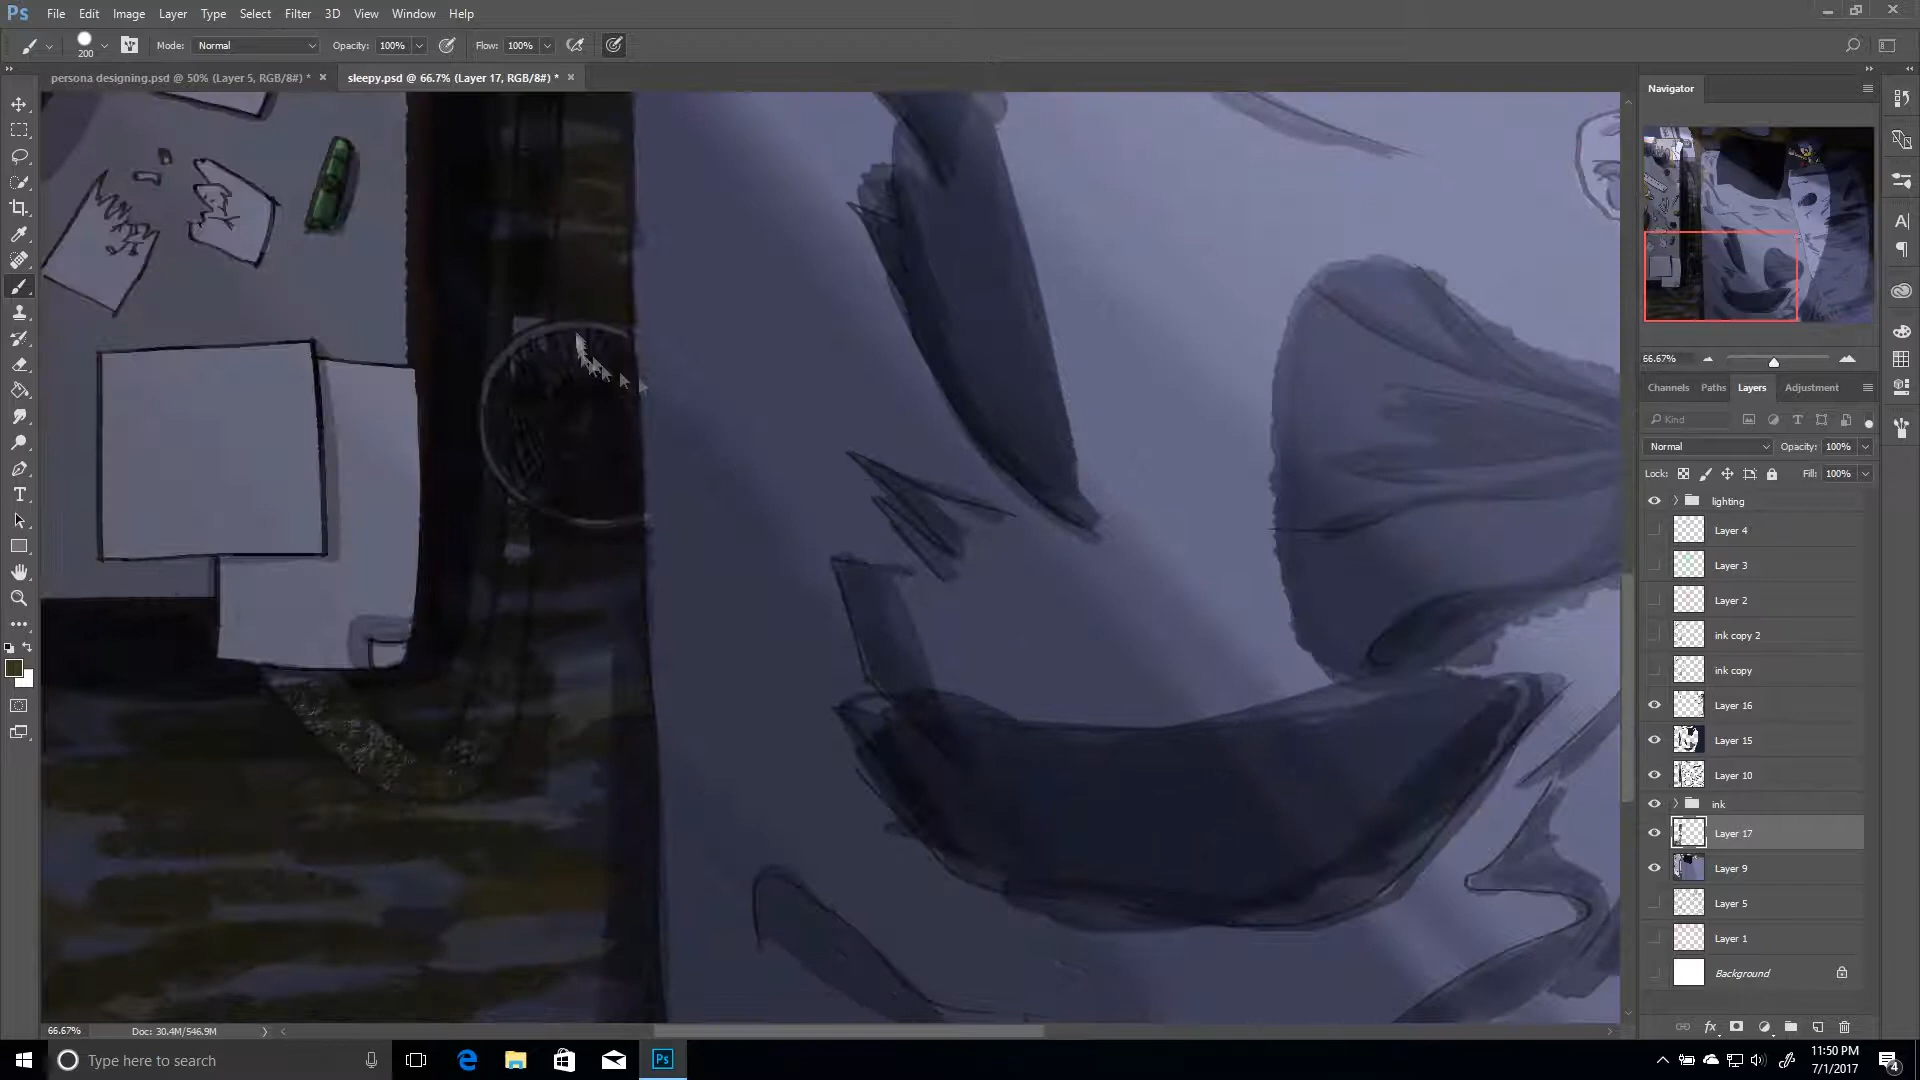 Ps File Edit Image Layer Type Select Filter 3D View Window Help
200 Mode: Normal Opacity: 100% Flow: 100%
persona designing.psd @ 50% (Layer 5, RGB/8#) * × sleepy.psd @ 66.7% (Layer 17, RGB/8#) * ×
Navigator
66.67%
Channels Paths Layers Adjustment
Kind
Normal Opacity: 100%
Lock: Fill: 100%
lighting
Layer 4
Layer 3
Layer 2
ink copy 2
ink copy
Layer 16
Layer 15
Layer 10
ink
Layer 17
Layer 9
Layer 5
Layer 1
Background
66.67% Doc: 30.4M/546.9M
Type here to search
Ps
11:50 PM
7/1/2017
4